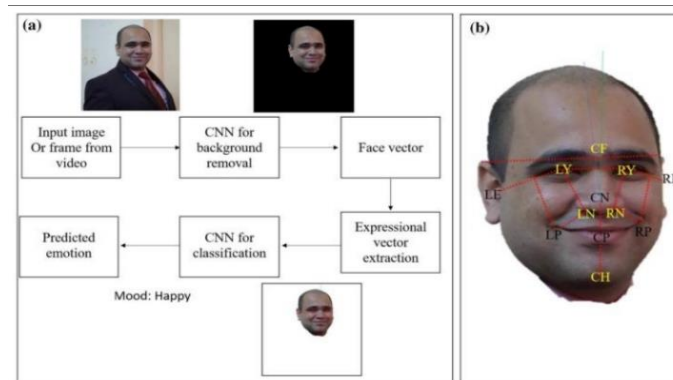 (a)
Input image
Or frame from
video
CNN for
background
removal
Face vector
Expressional
vector
extraction
CNN for
classification
Predicted
emotion
Mood: Happy
(b)
CF
LY RY
LE
CN
LN RN
LP CP RP
CH